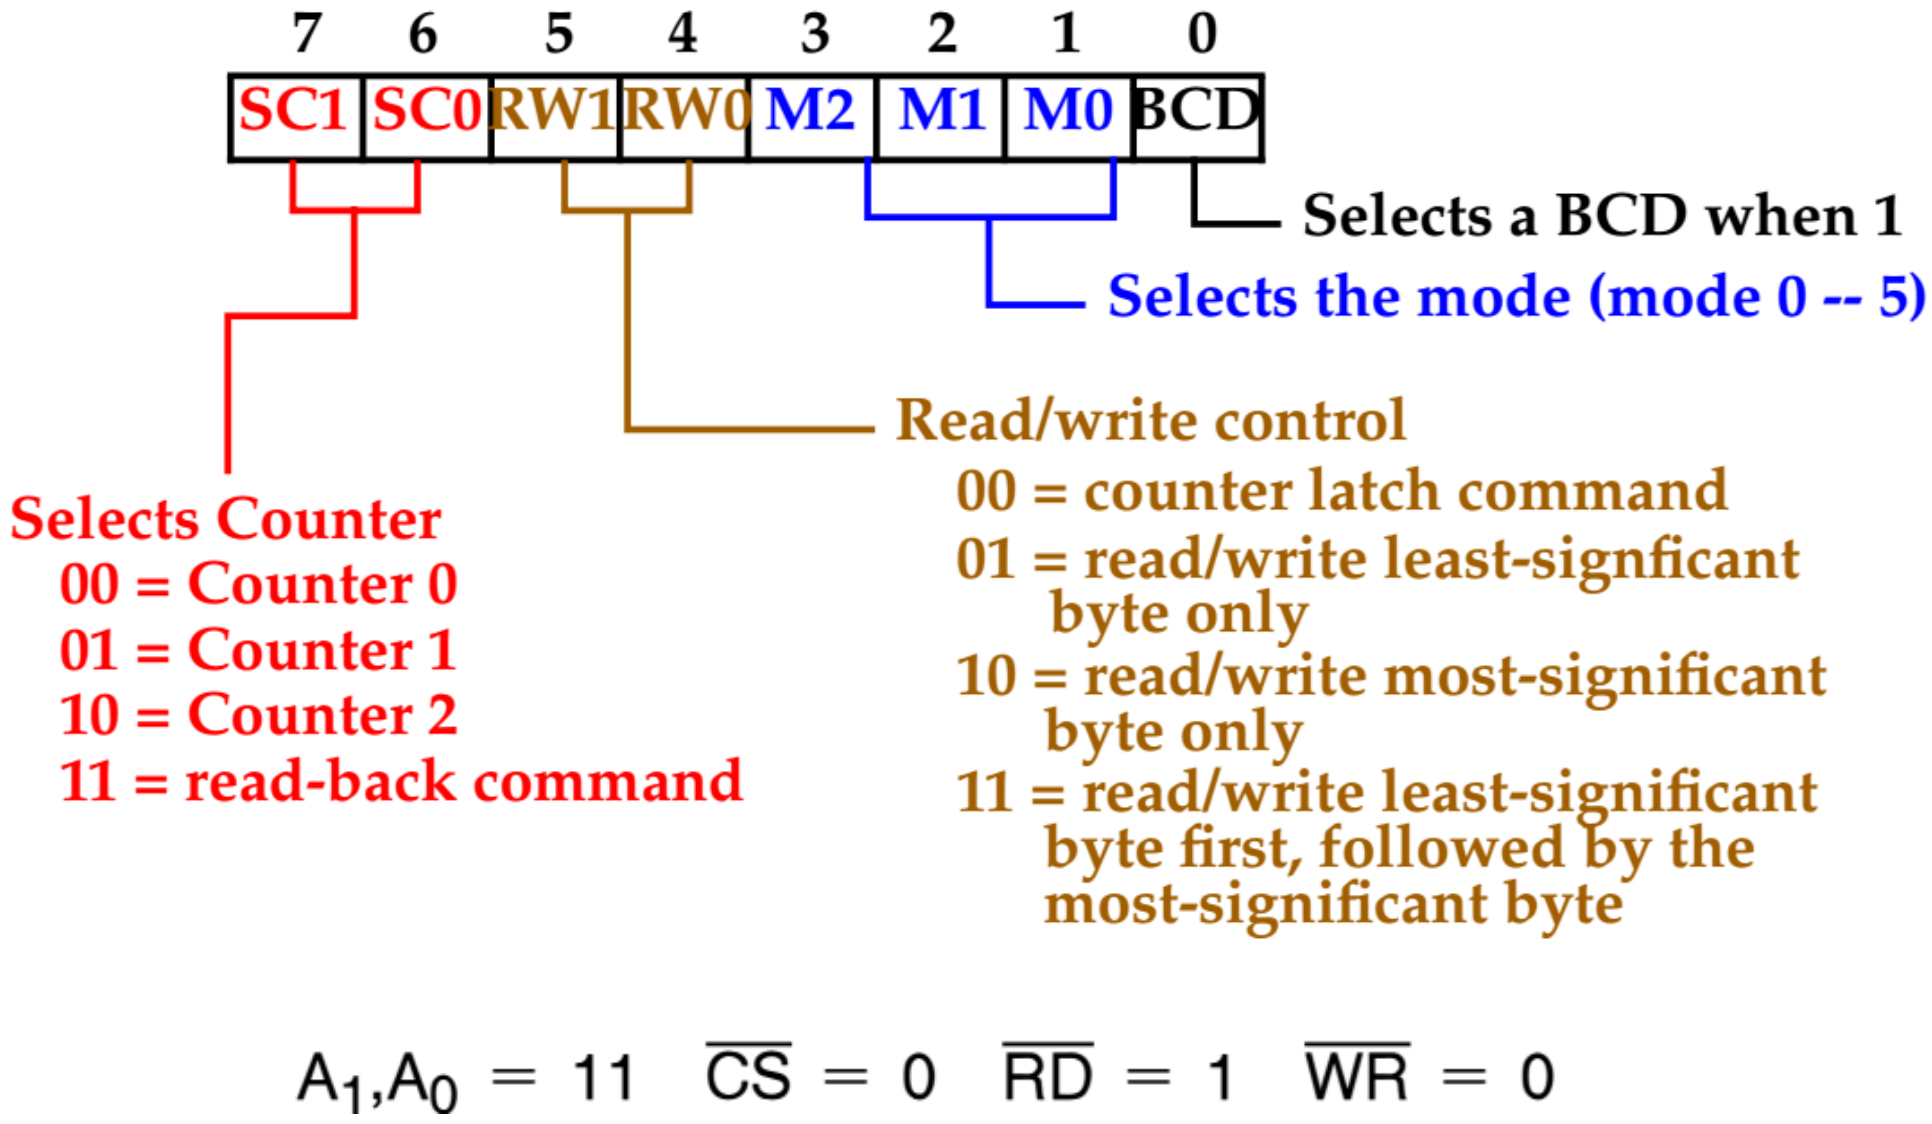 7 6 5 4 3 2 1 0
SC1 SC0 RW1 RW0 M2 M1 M0 BCD
Selects a BCD when 1
Selects the mode (mode 0 -- 5)
Read/write control
00 = counter latch command
01 = read/write least-signficant
byte only
10 = read/write most-significant
byte only
11 = read/write least-significant
byte first, followed by the
most-significant byte
Selects Counter
00 = Counter 0
01 = Counter 1
10 = Counter 2
11 = read-back command
A₁,A₀ = 11 C̅S̅ = 0 R̅D̅ = 1 W̅R̅ = 0